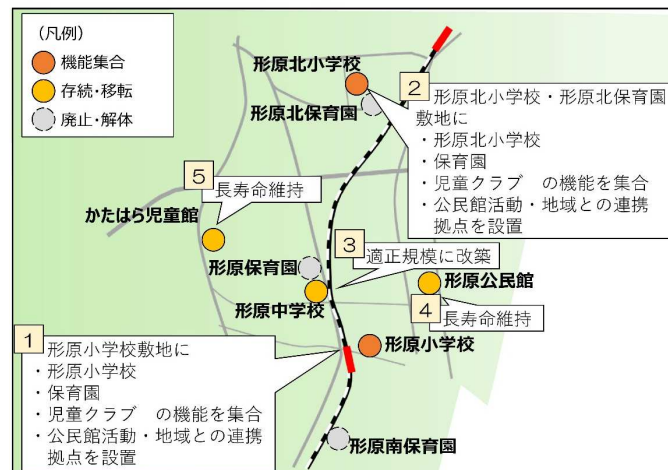 (凡例)
機能集合
存続・移転
廃止・解体
形原北小学校
形原北保育園
2
形原北小学校・形原北保育園
敷地に
・形原北小学校
・保育園
・児童クラブ の機能を集合
・公民館活動・地域との連携
拠点を設置
5
長寿命維持
かたはら児童館
3
適正規模に改築
形原保育園
形原中学校
形原公民館
4
長寿命維持
1
形原小学校敷地に
・形原小学校
・保育園
・児童クラブ の機能を集合
・公民館活動・地域との連携
拠点を設置
形原小学校
形原南保育園